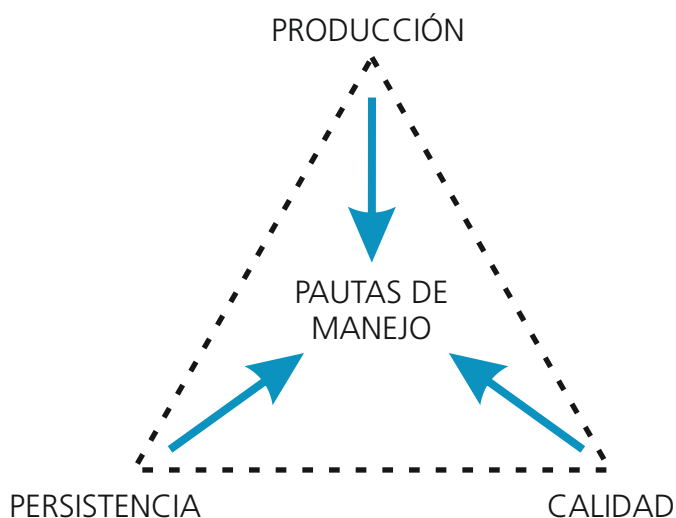 PRODUCCIÓN
PAUTAS DE
MANEJO
PERSISTENCIA
CALIDAD